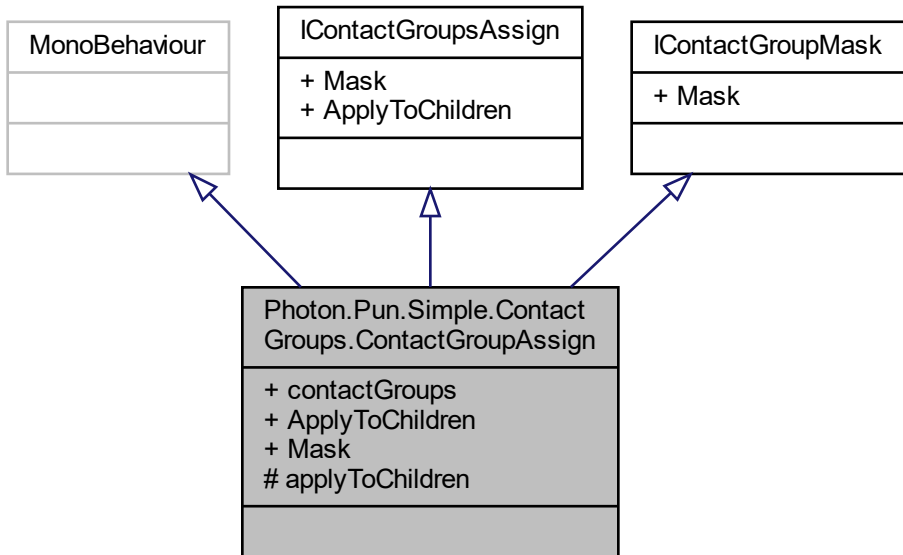 MonoBehaviour
IContactGroupsAssign
+ Mask
+ ApplyToChildren
IContactGroupMask
+ Mask
Photon.Pun.Simple.Contact
Groups.ContactGroupAssign
+ contactGroups
+ ApplyToChildren
+ Mask
# applyToChildren